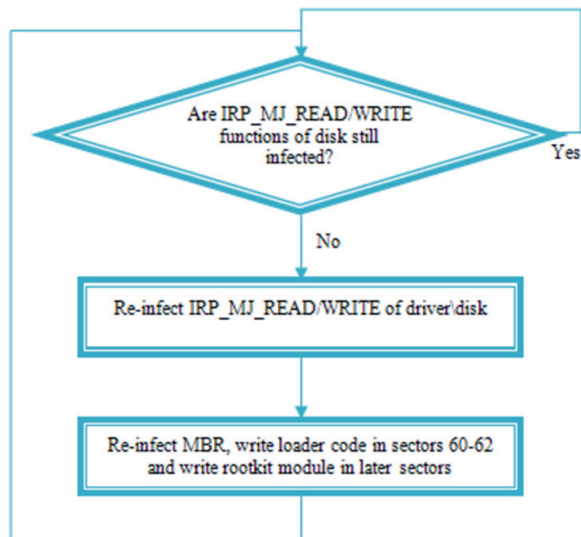 Are IRP_MJ_READ/WRITE
functions of disk still
infected?
Yes
No
Re-infect IRP_MJ_READ/WRITE of driver\disk
Re-infect MBR, write loader code in sectors 60-62
and write rootkit module in later sectors